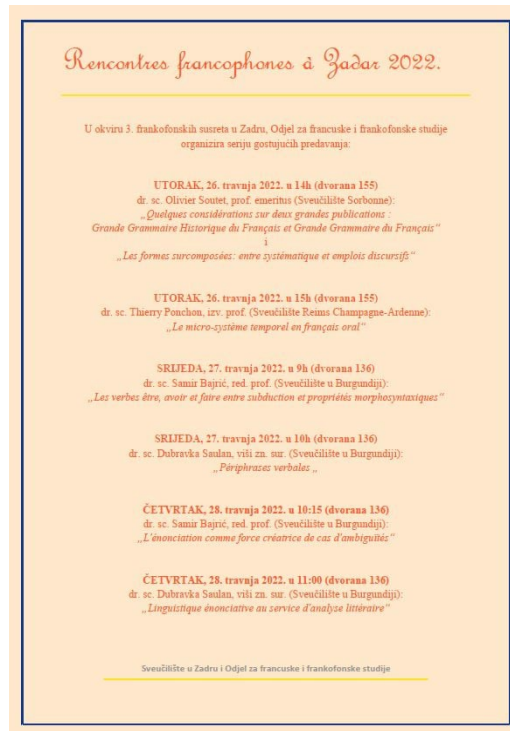 Rencontres francophones à Zadar 2022.
U okviru 3. frankofonskih susreta u Zadru, Odjel za francuske i frankofonske studije
organizira seriju gostujućih predavanja:
UTORAK, 26. travnja 2022. u 14h (dvorana 155)
dr. sc. Olivier Soutet, prof. emeritus (Sveučilište Sorbonne):
„Quelques considérations sur deux grandes publications :
Grande Grammaire Historique du Français et Grande Grammaire du Français“
i
„Les formes surcomposées: entre systématique et emplois discursifs“
UTORAK, 26. travnja 2022. u 15h (dvorana 155)
dr. sc. Thierry Ponchon, izv. prof. (Sveučilište Reims Champagne-Ardenne):
„Le micro-système temporel en français oral“
SRIJEDA, 27. travnja 2022. u 9h (dvorana 136)
dr. sc. Samir Bajrić, red. prof. (Sveučilište u Burgundiji):
„Les verbes être, avoir et faire entre subduction et propriétés morphosyntaxiques“
SRIJEDA, 27. travnja 2022. u 10h (dvorana 136)
dr. sc. Dubravka Saulan, viši zn. sur. (Sveučilište u Burgundiji):
„Périphrases verbales „
ČETVRTAK, 28. travnja 2022. u 10:15 (dvorana 136)
dr. sc. Samir Bajrić, red. prof. (Sveučilište u Burgundiji):
„L'énonciation comme force créatrice de cas d'ambiguïtés“
ČETVRTAK, 28. travnja 2022. u 11:00 (dvorana 136)
dr. sc. Dubravka Saulan, viši zn. sur. (Sveučilište u Burgundiji):
„Linguistique énonciative au service d'analyse littéraire“
Sveučilište u Zadru i Odjel za francuske i frankofonske studije